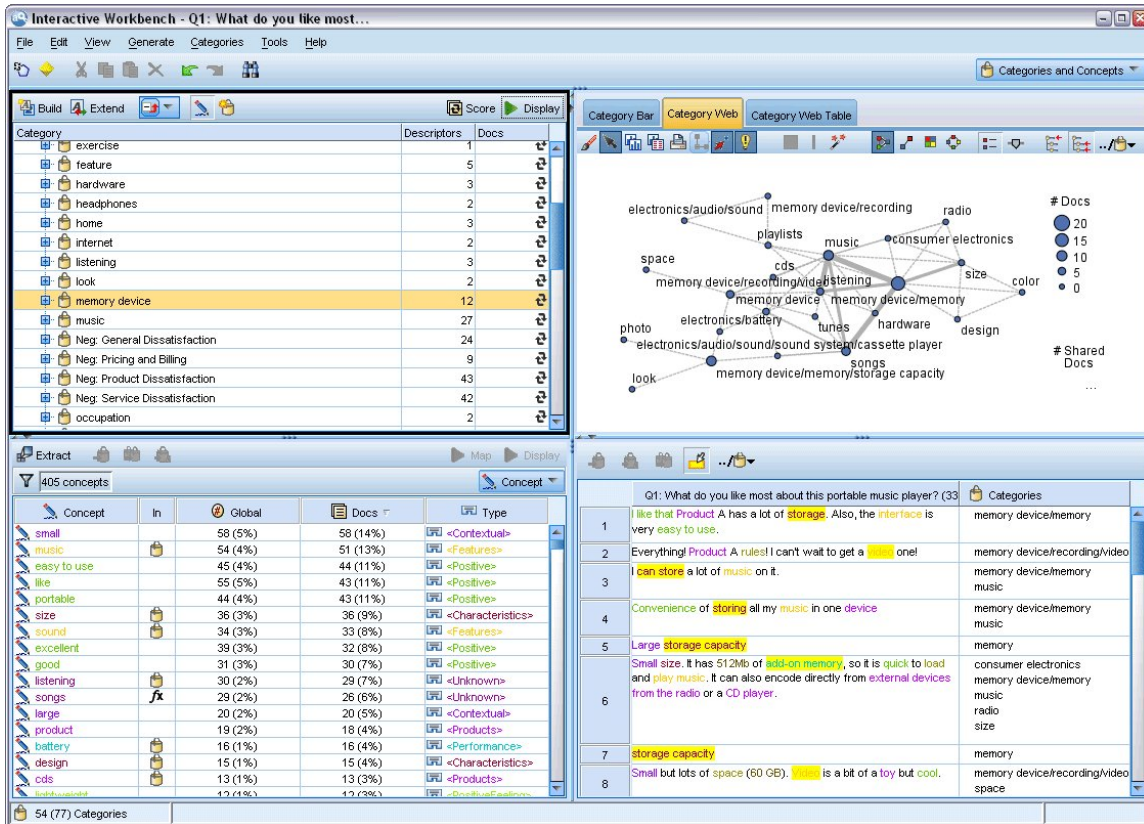 Interactive Workbench - Q1: What do you like most...
File Edit View Generate Categories Tools Help
Categories and Concepts
Build Extend Score Display
Category Descriptors Docs
exercise 1
feature 5
hardware 3
headphones 2
home 3
internet 2
listening 3
look 2
memory device 12
music 27
Neg: General Dissatisfaction 24
Neg: Pricing and Billing 9
Neg: Product Dissatisfaction 43
Neg: Service Dissatisfaction 42
occupation 2
Category Bar Category Web Category Web Table
../
electronics/audio/sound memory device/recording radio
playlists music consumer electronics
space cds size
memory device/recording/video listening color
memory device memory device/memory
electronics/battery tunes hardware design
photo electronics/audio/sound/sound system/cassette player
songs
look memory device/memory/storage capacity
# Docs
20
15
10
5
0
# Shared
Docs
...
Extract Map Display
405 concepts Concept
Concept In Global Docs Type
small 58 (5%) 58 (14%) <Contextual>
music 54 (4%) 51 (13%) <Features>
easy to use 45 (4%) 44 (11%) <Positive>
like 55 (5%) 43 (11%) <Positive>
portable 44 (4%) 43 (11%) <Positive>
size 36 (3%) 36 (9%) <Characteristics>
sound 34 (3%) 33 (8%) <Features>
excellent 39 (3%) 32 (8%) <Positive>
good 31 (3%) 30 (7%) <Positive>
listening 30 (2%) 29 (7%) <Unknown>
songs fx 29 (2%) 26 (6%) <Unknown>
large 20 (2%) 20 (5%) <Contextual>
product 19 (2%) 18 (4%) <Products>
battery 16 (1%) 16 (4%) <Performance>
design 15 (1%) 15 (4%) <Characteristics>
cds 13 (1%) 13 (3%) <Products>
lightweight 12 (1%) 12 (3%) <PositiveFeeling>
../
Q1: What do you like most about this portable music player? (33 Categories
1 I like that Product A has a lot of storage. Also, the interface is memory device/memory
very easy to use.
2 Everything! Product A rules! I can't wait to get a video one! memory device/recording/video
3 I can store a lot of music on it. memory device/memory
music
4 Convenience of storing all my music in one device memory device/memory
music
5 Large storage capacity memory
6 Small size. It has 512Mb of add-on memory, so it is quick to load consumer electronics
and play music. It can also encode directly from external devices memory device/memory
from the radio or a CD player. music
radio
size
7 storage capacity memory
8 Small but lots of space (60 GB). Video is a bit of a toy but cool. memory device/recording/video
space
54 (77) Categories